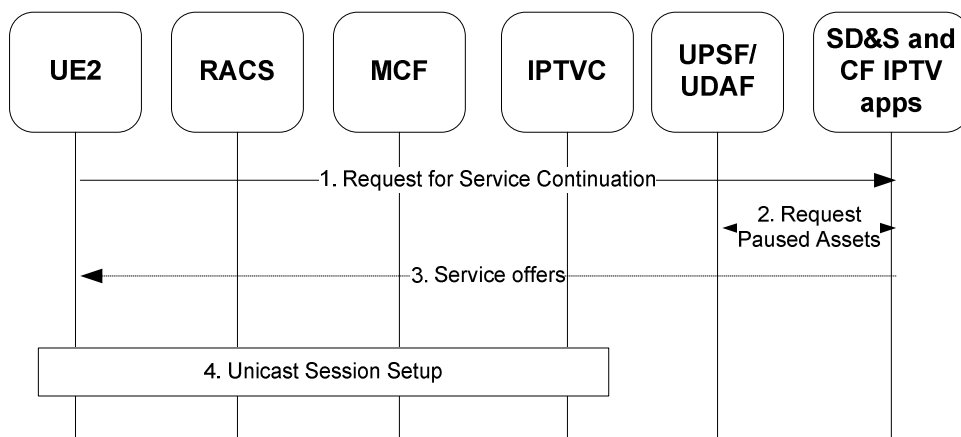 UE2
RACS
MCF
IPTVC
UPSF/
UDAF
SD&S and
CF IPTV
apps
1. Request for Service Continuation
2. Request
Paused Assets
3. Service offers
4. Unicast Session Setup